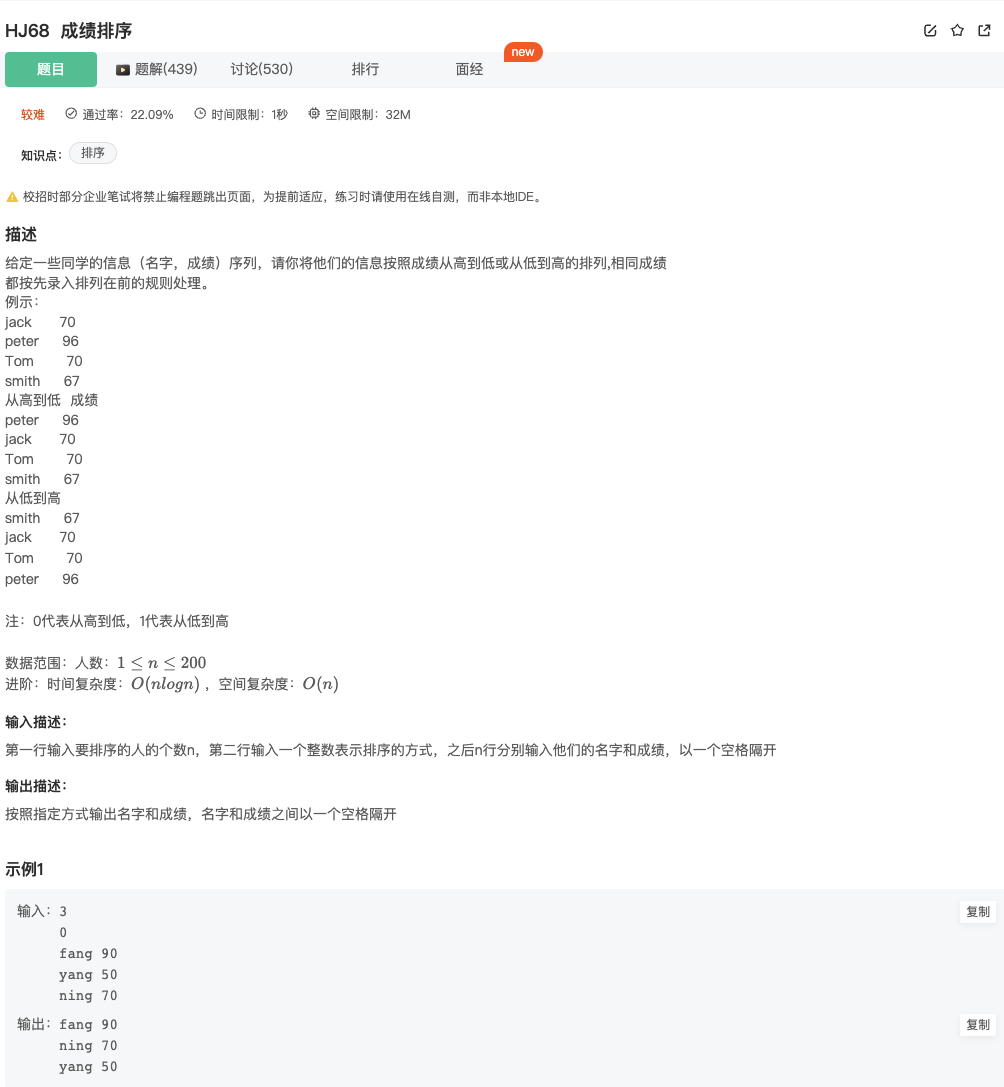 HJ68 成绩排序
new
题目 题解(439) 讨论(530) 排行 面经
较难 通过率：22.09% 时间限制：1秒 空间限制：32M
知识点： 排序
校招时部分企业笔试将禁止编程题跳出页面，为提前适应，练习时请使用在线自测，而非本地IDE。
描述
给定一些同学的信息（名字，成绩）序列，请你将他们的信息按照成绩从高到低或从低到高的排列,相同成绩
都按先录入排列在前的规则处理。
例示：
jack 70
peter 96
Tom 70
smith 67
从高到低 成绩
peter 96
jack 70
Tom 70
smith 67
从低到高
smith 67
jack 70
Tom 70
peter 96
注：0代表从高到低，1代表从低到高
数据范围：人数：1 ≤ n ≤ 200
进阶：时间复杂度：O(nlogn)，空间复杂度：O(n)
输入描述：
第一行输入要排序的人的个数n，第二行输入一个整数表示排序的方式，之后n行分别输入他们的名字和成绩，以一个空格隔开
输出描述：
按照指定方式输出名字和成绩，名字和成绩之间以一个空格隔开
示例1
输入：3 复制
0
fang 90
yang 50
ning 70
输出：fang 90 复制
ning 70
yang 50